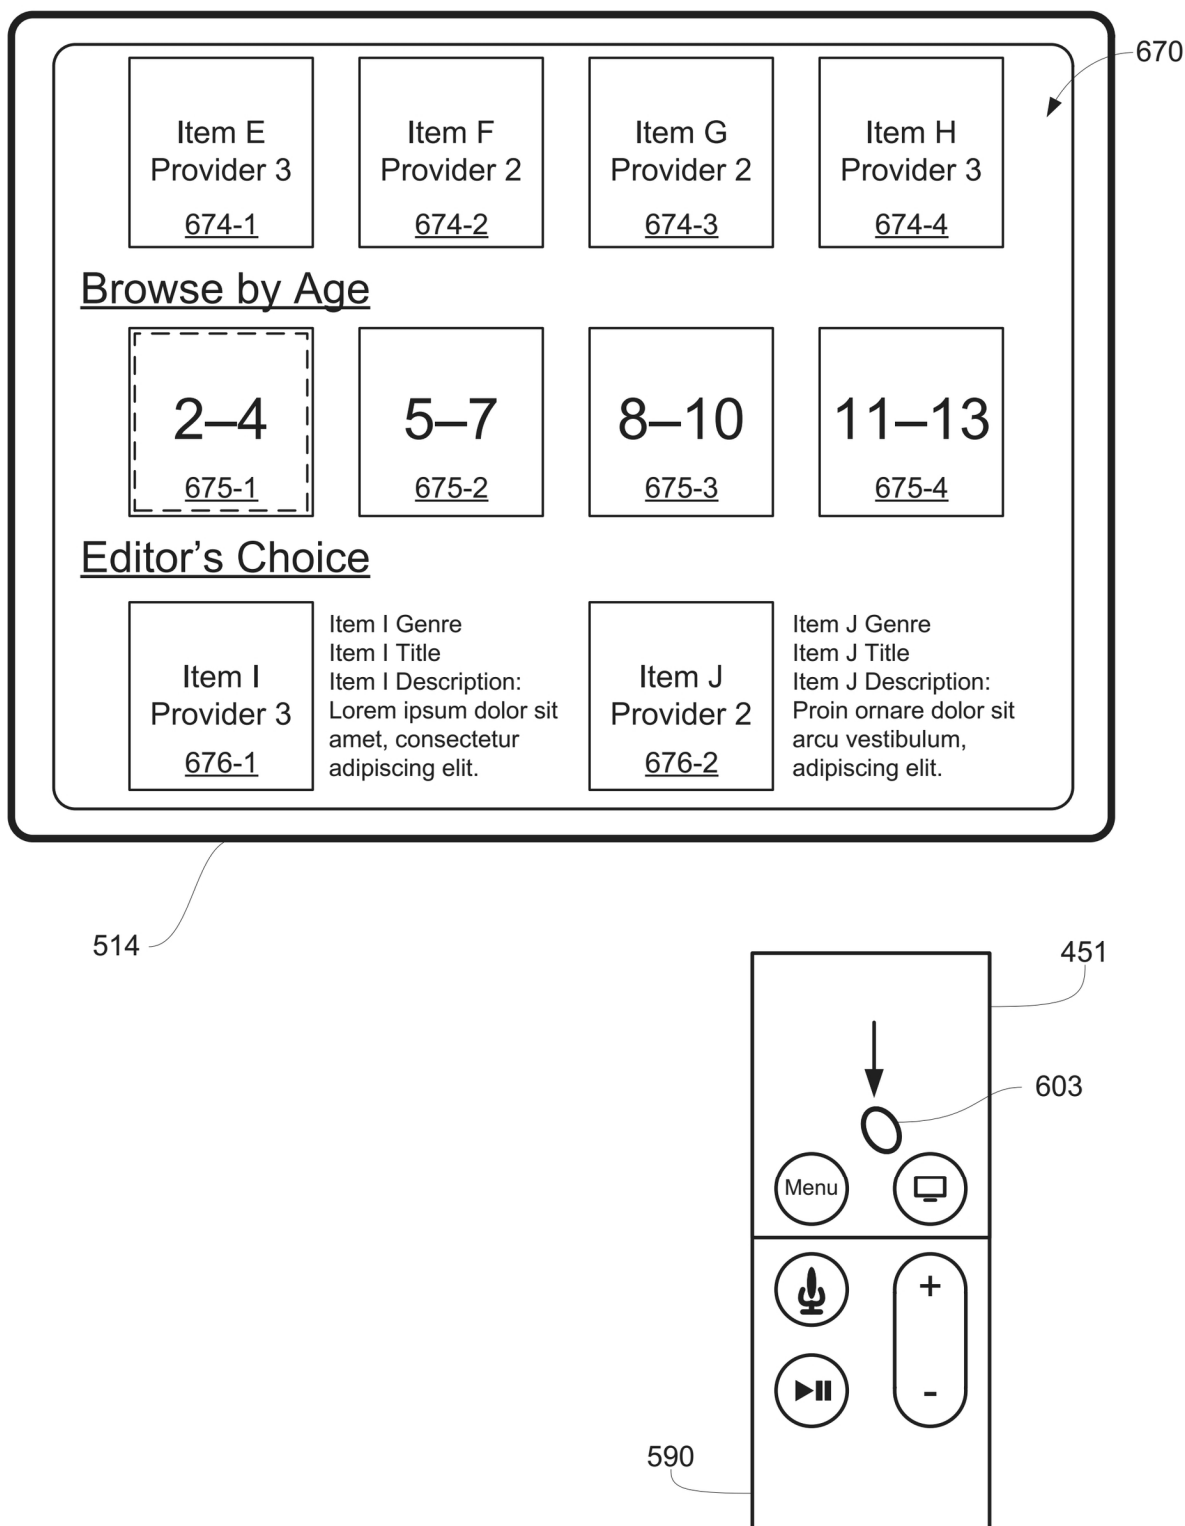 670
Item E
Provider 3
674-1
Item F
Provider 2
674-2
Item G
Provider 2
674-3
Item H
Provider 3
674-4
Browse by Age
2–4
675-1
5–7
675-2
8–10
675-3
11–13
675-4
Editor’s Choice
Item I
Provider 3
676-1
Item I Genre
Item I Title
Item I Description:
Lorem ipsum dolor sit
amet, consectetur
adipiscing elit.
Item J
Provider 2
676-2
Item J Genre
Item J Title
Item J Description:
Proin ornare dolor sit
arcu vestibulum,
adipiscing elit.
514
451
603
Menu
+
-
590